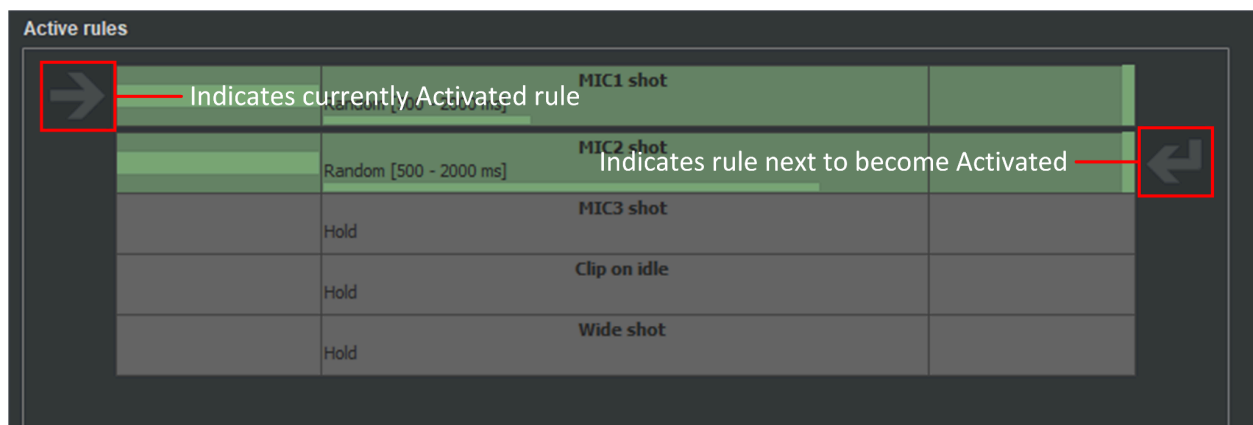 Active rules
MIC1 shot
Indicates currently Activated rule
MIC2 shot
Indicates rule next to become Activated
Random [500 - 2000 ms]
MIC3 shot
Hold
Clip on idle
Hold
Wide shot
Hold